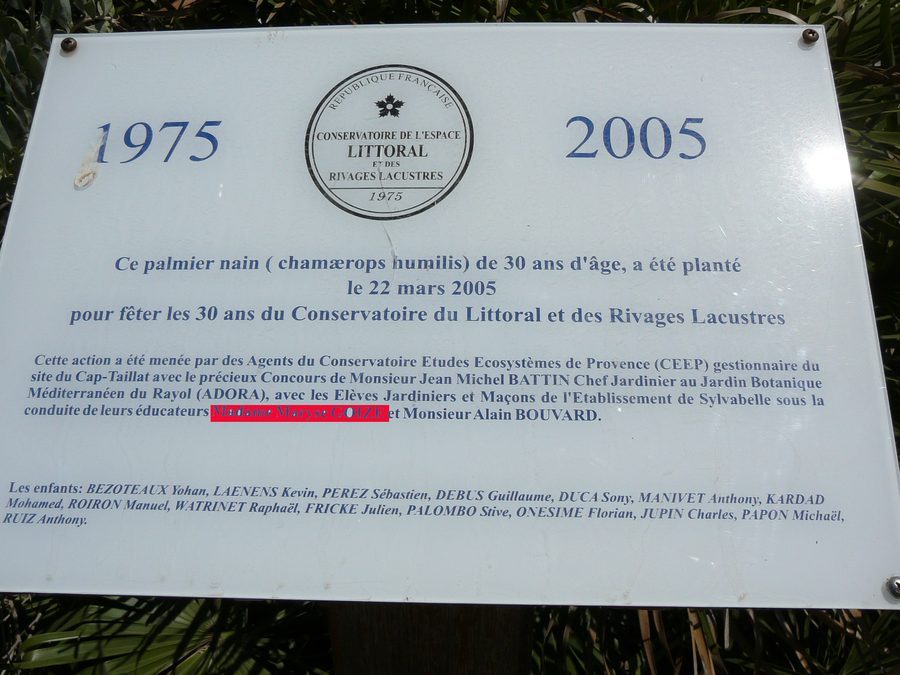 1975
RÉPUBLIQUE FRANÇAISE
CONSERVATOIRE DE L'ESPACE
LITTORAL
ET DES
RIVAGES LACUSTRES
1975
2005
Ce palmier nain ( chamærops humilis) de 30 ans d'âge, a été planté
le 22 mars 2005
pour fêter les 30 ans du Conservatoire du Littoral et des Rivages Lacustres
Cette action a été menée par des Agents du Conservatoire Etudes Ecosystèmes de Provence (CEEP) gestionnaire du
site du Cap-Taillat avec le précieux Concours de Monsieur Jean Michel BATTIN Chef Jardinier au Jardin Botanique
Méditerranéen du Rayol (ADORA), avec les Elèves Jardiniers et Maçons de l'Etablissement de Sylvabelle sous la
conduite de leurs éducateurs Madame et Monsieur Alain BOUVARD.
Les enfants: BEZOTEAUX Yohan, LAENENS Kevin, PEREZ Sébastien, DEBUS Guillaume, DUCA Sony, MANIVET Anthony, KARDAD
Mohamed, ROIRON Manuel, WATRINET Raphaël, FRICKE Julien, PALOMBO Stive, ONESIME Florian, JUPIN Charles, PAPON Michaël,
RUIZ Anthony.